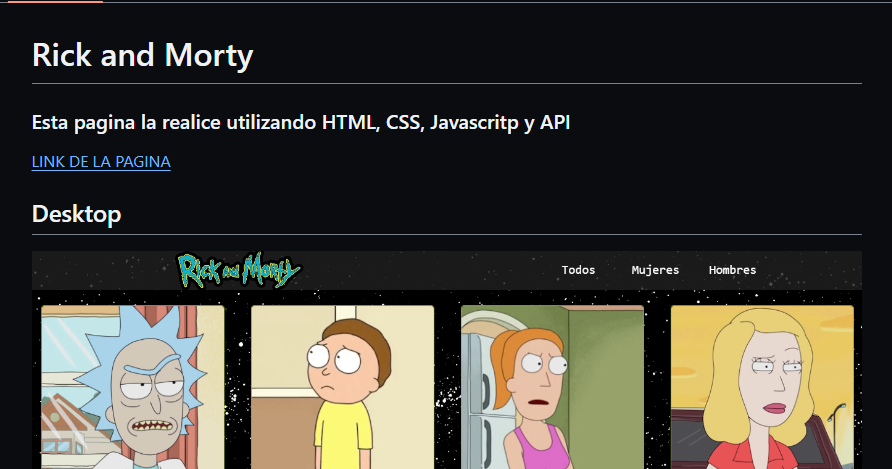 Rick and Morty
Esta pagina la realice utilizando HTML, CSS, Javascritp y API
LINK DE LA PAGINA
Desktop
Rick and Morty
Todos Mujeres Hombres